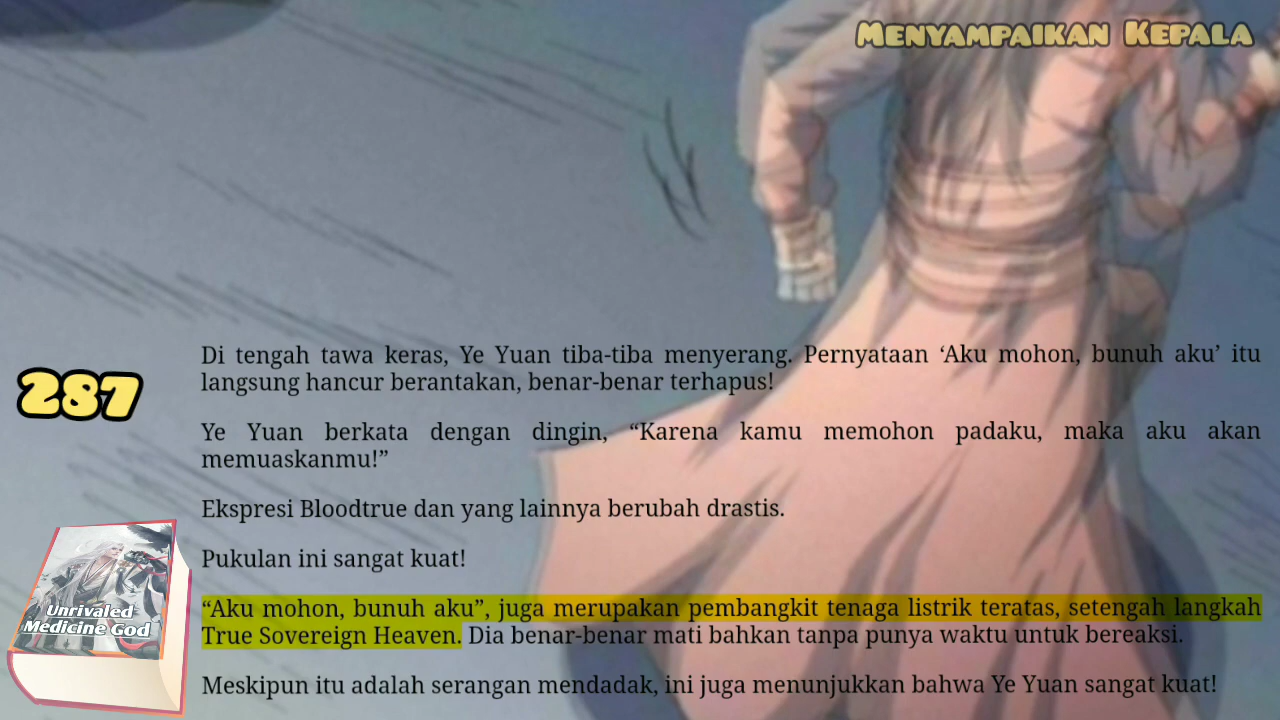 Menyampaikan Kepala
Di tengah tawa keras, Ye Yuan tiba-tiba menyerang. Pernyataan ‘Aku mohon, bunuh aku’ itu
langsung hancur berantakan, benar-benar terhapus!
287
Ye Yuan berkata dengan dingin, “Karena kamu memohon padaku, maka aku akan
memuaskanmu!”
Ekspresi Bloodtrue dan yang lainnya berubah drastis.
Pukulan ini sangat kuat!
“Aku mohon, bunuh aku”, juga merupakan pembangkit tenaga listrik teratas, setengah langkah
True Sovereign Heaven. Dia benar-benar mati bahkan tanpa punya waktu untuk bereaksi.
Meskipun itu adalah serangan mendadak, ini juga menunjukkan bahwa Ye Yuan sangat kuat!
Unrivaled
Medicine God